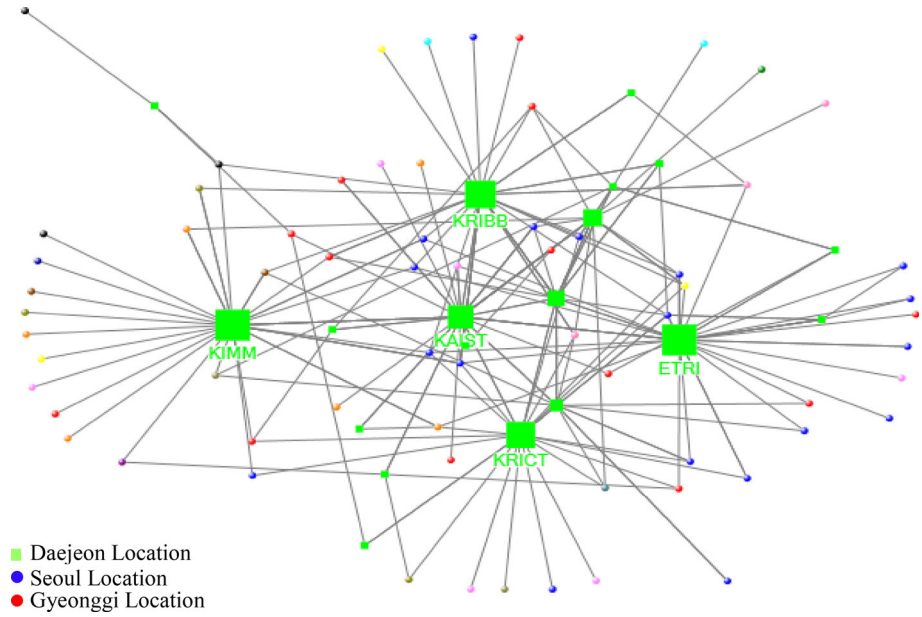 KRIBB
KAIST
KIMM
ETRI
KRICT
Daejeon Location
Seoul Location
Gyeonggi Location